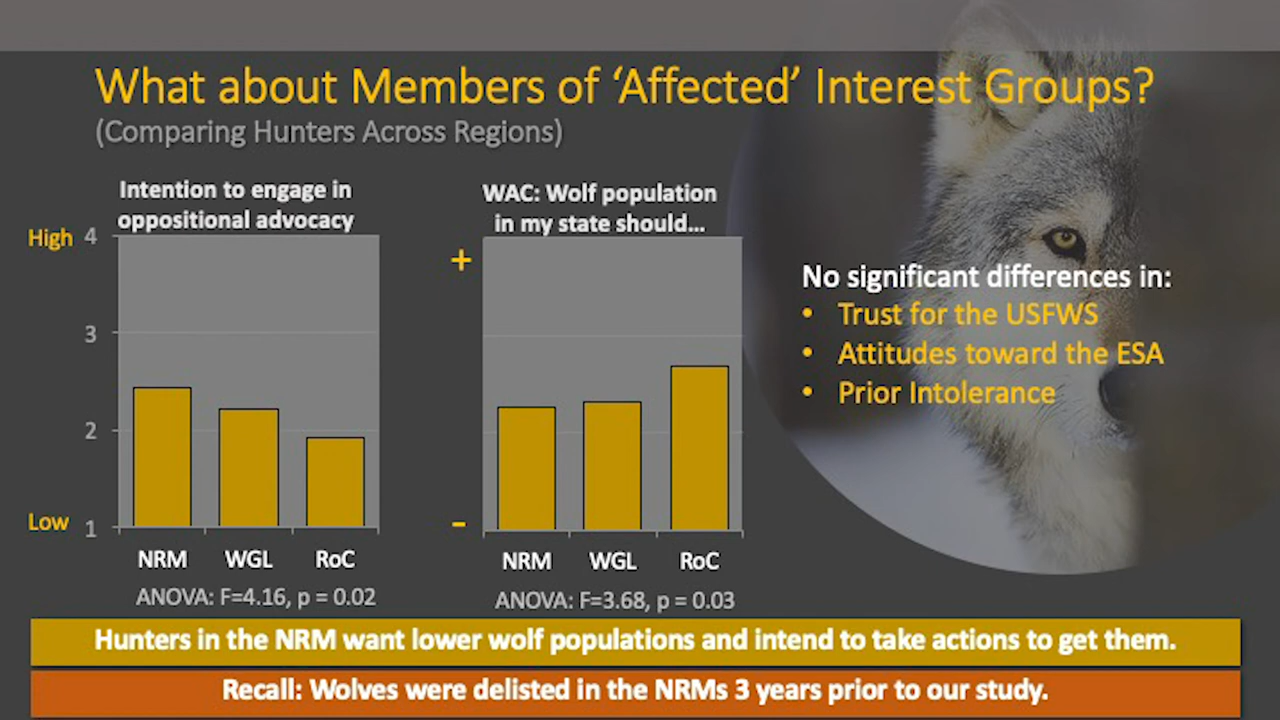 What about Members of ‘Affected’ Interest Groups?
(Comparing Hunters Across Regions)
Intention to engage in
oppositional advocacy
High 4
3
2
Low 1
NRM WGL RoC
ANOVA: F=4.16, p = 0.02
WAC: Wolf population
in my state should...
+
-
NRM WGL RoC
ANOVA: F=3.68, p = 0.03
No significant differences in:
• Trust for the USFWS
• Attitudes toward the ESA
• Prior Intolerance
Hunters in the NRM want lower wolf populations and intend to take actions to get them.
Recall: Wolves were delisted in the NRMs 3 years prior to our study.